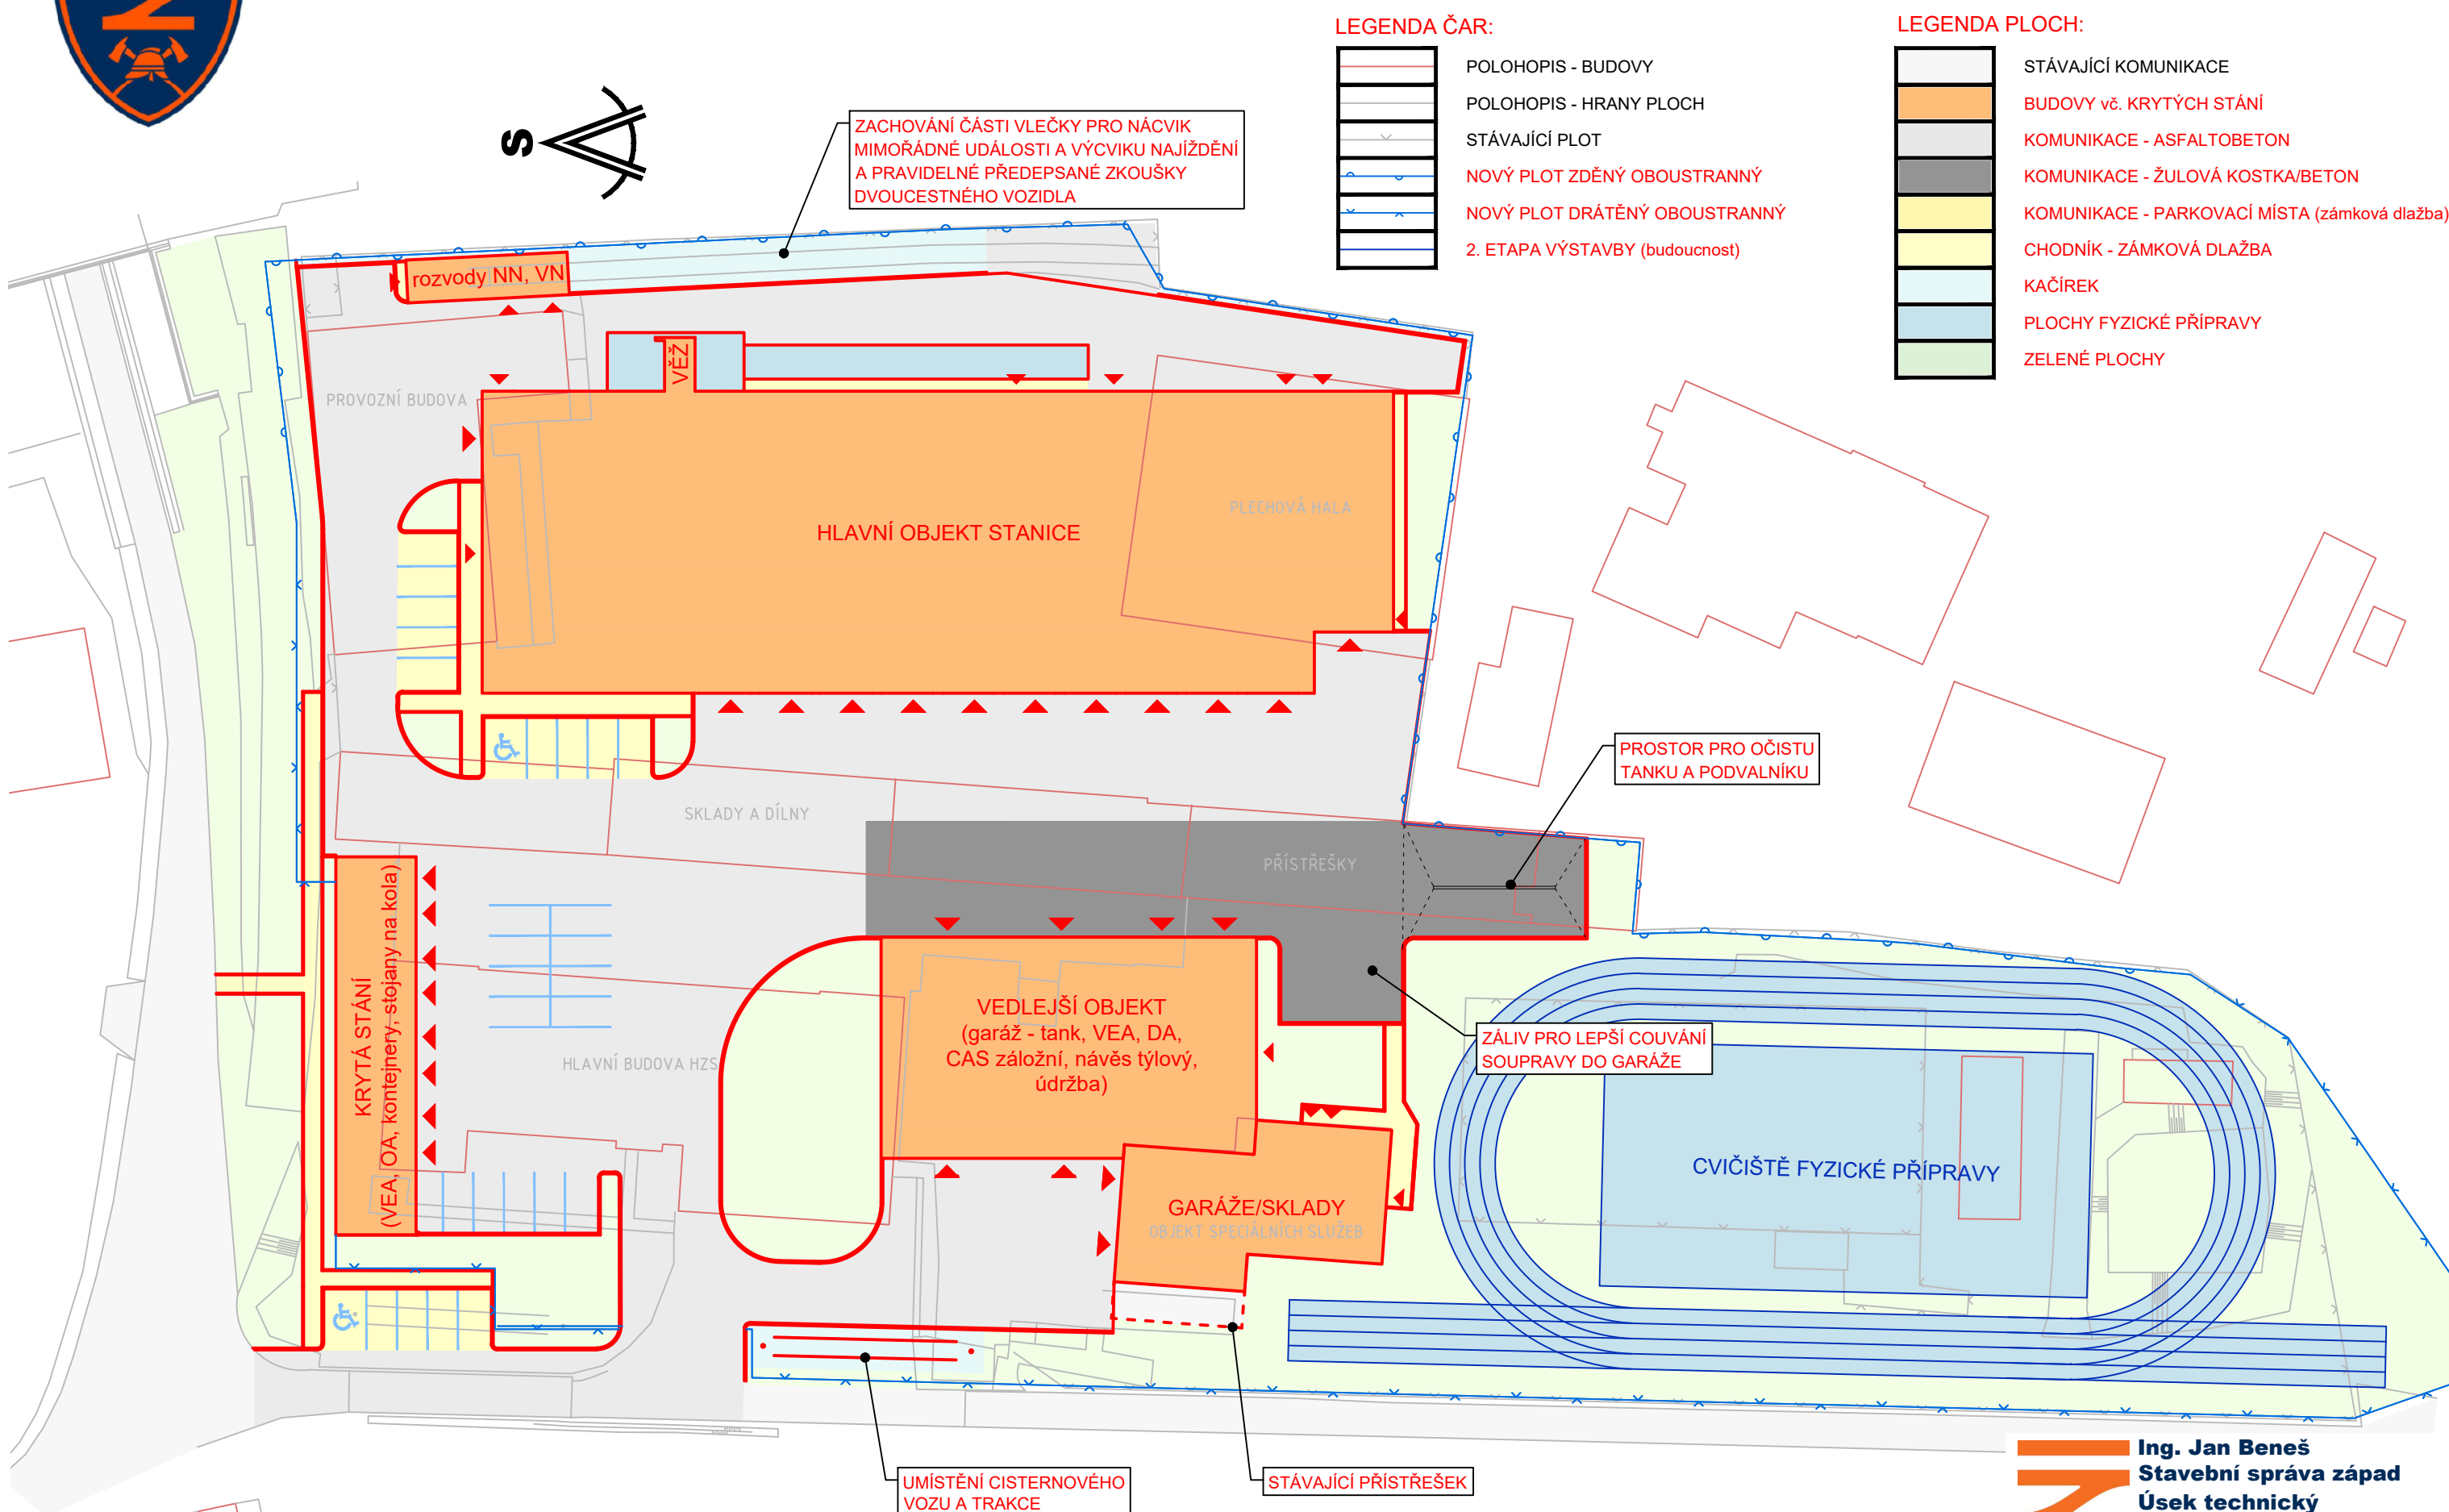 LEGENDA ČAR:
POLOHOPIS - BUDOVY
POLOHOPIS - HRANY PLOCH
STÁVAJÍCÍ PLOT
NOVÝ PLOT ZDĚNÝ OBOUSTRANNÝ
NOVÝ PLOT DRÁTĚNÝ OBOUSTRANNÝ
2. ETAPA VÝSTAVBY (budoucnost)
LEGENDA PLOCH:
STÁVAJÍCÍ KOMUNIKACE
BUDOVY vč. KRYTÝCH STÁNÍ
KOMUNIKACE - ASFALTOBETON
KOMUNIKACE - ŽULOVÁ KOSTKA/BETON
KOMUNIKACE - PARKOVACÍ MÍSTA (zámková dlažba)
CHODNÍK - ZÁMKOVÁ DLAŽBA
KAČÍREK
PLOCHY FYZICKÉ PŘÍPRAVY
ZELENÉ PLOCHY
S
ZACHOVÁNÍ ČÁSTI VLEČKY PRO NÁCVIK
MIMOŘÁDNÉ UDÁLOSTI A VÝCVIKU NAJÍŽDĚNÍ
A PRAVIDELNÉ PŘEDEPSANÉ ZKOUŠKY
DVOUCESTNÉHO VOZIDLA
rozvody NN, VN
VĚŽ
PROVOZNÍ BUDOVA
PLECHOVÁ HALA
HLAVNÍ OBJEKT STANICE
PROSTOR PRO OČISTU
TANKU A PODVALNÍKU
SKLADY A DÍLNY
PŘÍSTŘEŠKY
KRYTÁ STÁNÍ
(VEA, OA, kontejnery, stojany na kola)
HLAVNÍ BUDOVA HZS
VEDLEJŠÍ OBJEKT
(garáž - tank, VEA, DA,
CAS záložní, návěs týlový,
údržba)
ZÁLIV PRO LEPŠÍ COUVÁNÍ
SOUPRAVY DO GARÁŽE
CVIČIŠTĚ FYZICKÉ PŘÍPRAVY
GARÁŽE/SKLADY
OBJEKT SPECIÁLNÍCH SLUŽEB
UMÍSTĚNÍ CISTERNOVÉHO
VOZU A TRAKCE
STÁVAJÍCÍ PŘÍSTŘEŠEK
Ing. Jan Beneš
Stavební správa západ
Úsek technický